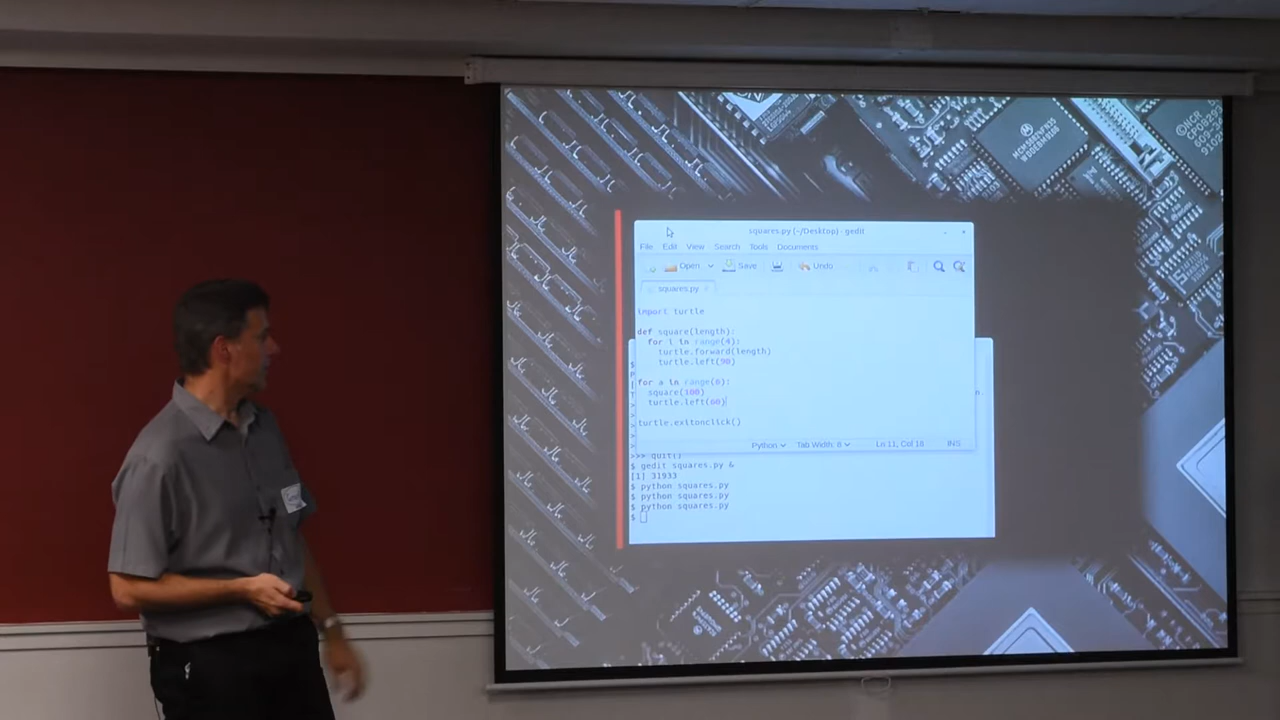 squares.py (~/Desktop) - gedit
File Edit View Search Tools Documents
Open Save Undo
squares.py
import turtle
def square(length):
for i in range(4):
turtle.forward(length)
turtle.left(90)
for a in range(6):
square(100)
turtle.left(60)
turtle.exitonclick()
Python Tab Width: 8 Ln 11, Col 18 INS
>>> quit()
$ gedit squares.py &
[1] 31933
$ python squares.py
$ python squares.py
$ python squares.py
$
©NCR